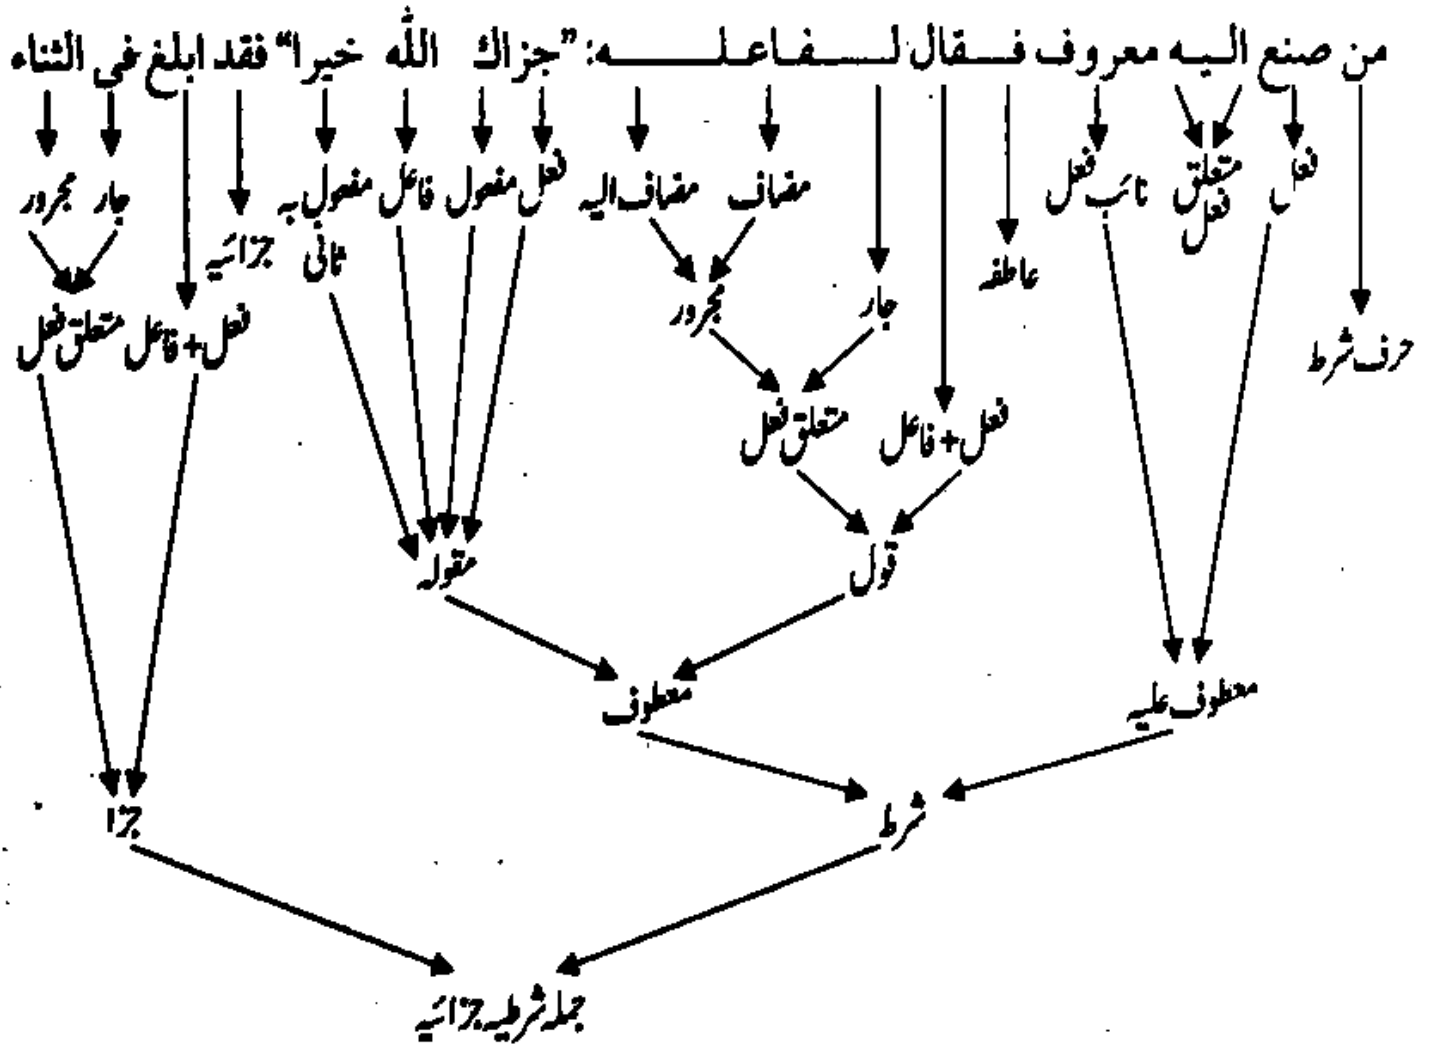 من صنع اليه معروف فقال لفاعله: "جزاك الله خيرا" فقد ابلغ في الثناء
فعل متعلق فعل نائب فعل مضاف مضاف اليه فعل مفعول فاعل مفعول به ثانی جار مجرور
عاطفہ جزائیہ
حرف شرط جار مجرور فعل+فاعل متعلق فعل
فعل+فاعل متعلق فعل
قول مقولہ
معطوف علیہ معطوف
شرط جزا
جملہ شرطیہ جزائیہ